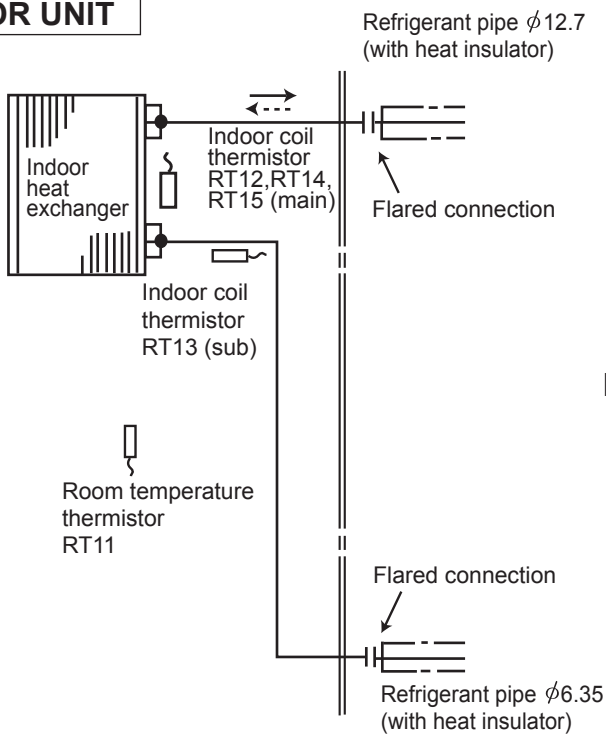 OR UNIT
Refrigerant pipe ϕ12.7
(with heat insulator)
Indoor
heat
exchanger
Indoor coil
thermistor
RT12,RT14,
RT15 (main)
Flared connection
Indoor coil
thermistor
RT13 (sub)
Room temperature
thermistor
RT11
Flared connection
Refrigerant pipe ϕ6.35
(with heat insulator)